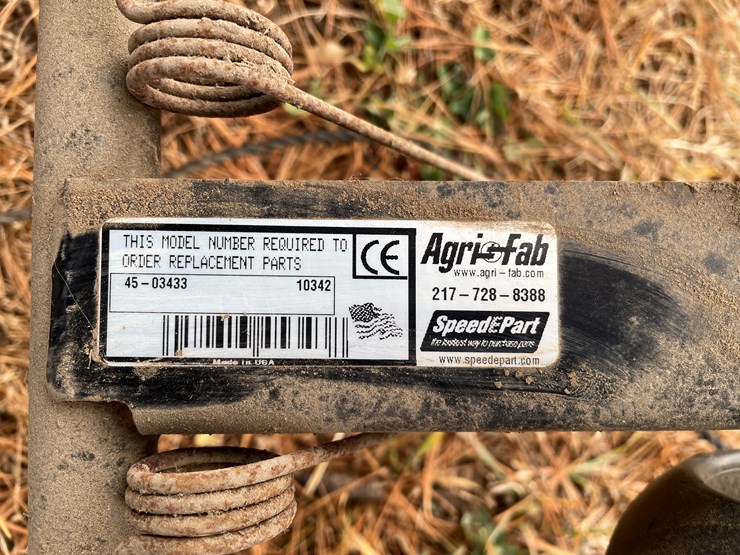 THIS MODEL NUMBER REQUIRED TO
ORDER REPLACEMENT PARTS
45-03433 10342
CE
Made in USA
Agri-Fab
www.agri-fab.com
217-728-8388
SpeedEPart
the fastest way to purchase parts
www.speedepart.com